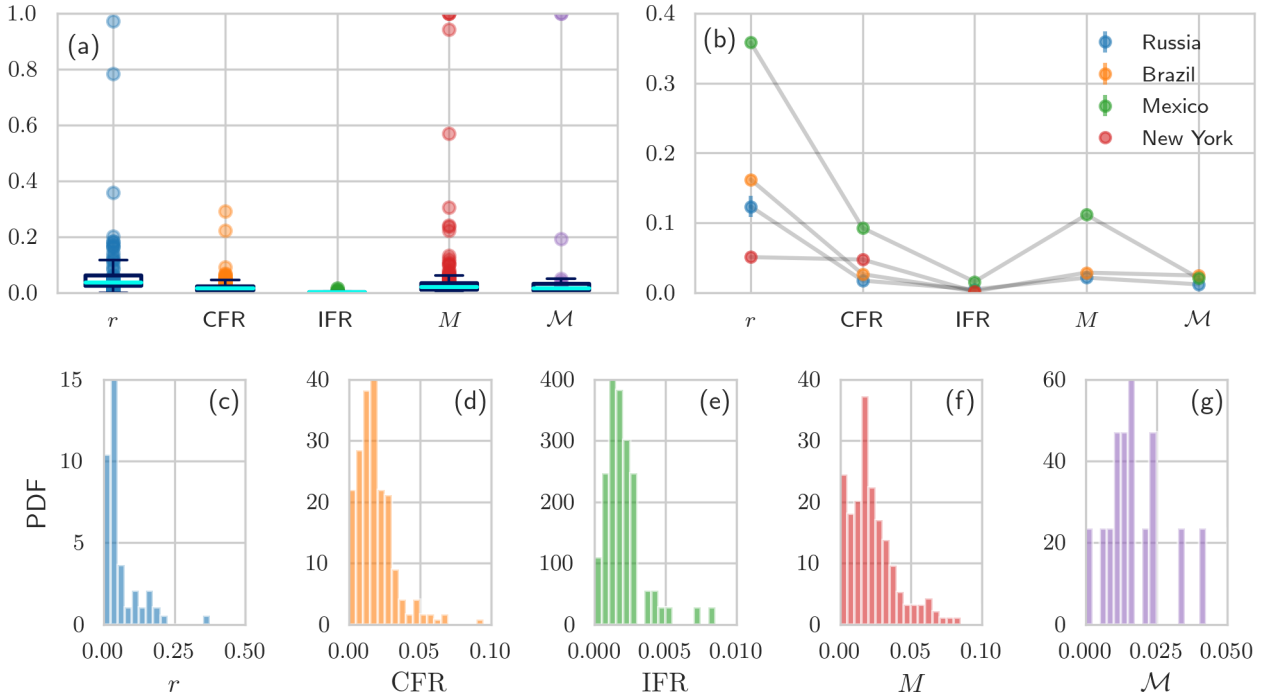 1.0
0.8
0.6
0.4
0.2
0.0
(a)
r CFR IFR M ℳ
0.4
0.3
0.2
0.1
0.0
(b)
Russia
Brazil
Mexico
New York
r CFR IFR M ℳ
PDF
15
10
5
0
(c)
0.00 0.25 0.50
r
40
30
20
10
0
(d)
0.00 0.05 0.10
CFR
400
300
200
100
0
(e)
0.000 0.005 0.010
IFR
40
30
20
10
0
(f)
0.00 0.05 0.10
M
60
40
20
0
(g)
0.000 0.025 0.050
ℳ